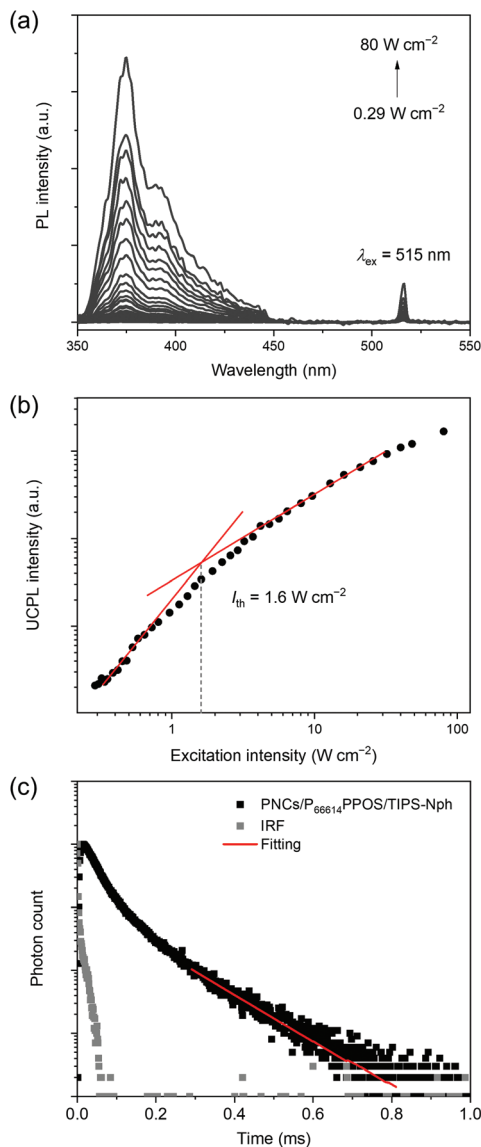 (a)
80 W cm⁻²
0.29 W cm⁻²
λex = 515 nm
PL intensity (a.u.)
350 400 450 500 550
Wavelength (nm)
(b)
UCPL intensity (a.u.)
Ith = 1.6 W cm⁻²
1 10 100
Excitation intensity (W cm⁻²)
(c)
PNCs/P₆₆₆₁₄PPOS/TIPS-Nph
IRF
Fitting
Photon count
0.0 0.2 0.4 0.6 0.8 1.0
Time (ms)